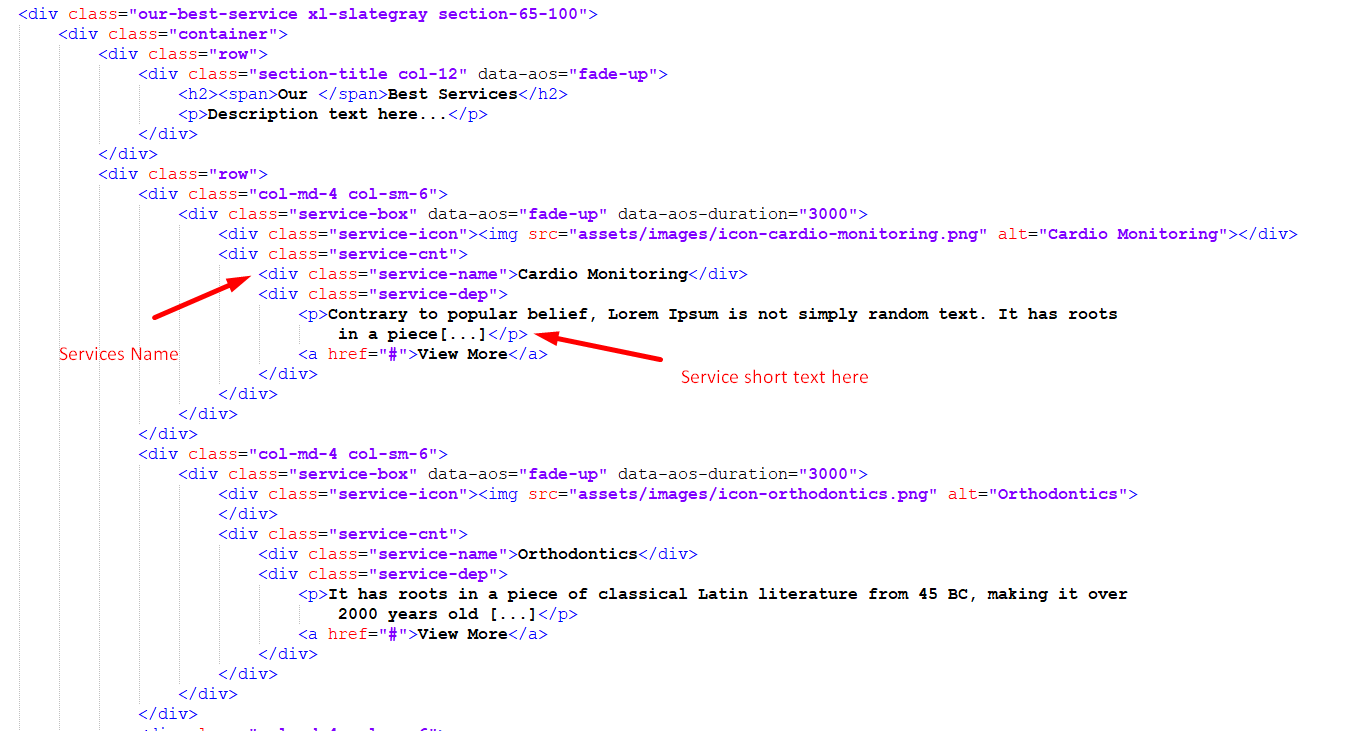 <div class="our-best-service xl-slategray section-65-100">
<div class="container">
<div class="row">
<div class="section-title col-12" data-aos="fade-up">
<h2><span>Our </span>Best Services</h2>
<p>Description text here...</p>
</div>
</div>
<div class="row">
<div class="col-md-4 col-sm-6">
<div class="service-box" data-aos="fade-up" data-aos-duration="3000">
<div class="service-icon"><img src="assets/images/icon-cardio-monitoring.png" alt="Cardio Monitoring"></div>
<div class="service-cnt">
<div class="service-name">Cardio Monitoring</div>
<div class="service-dep">
<p>Contrary to popular belief, Lorem Ipsum is not simply random text. It has roots
in a piece[...]</p>
Services Name
<a href="#">View More</a>
</div>
Service short text here
</div>
</div>
</div>
<div class="col-md-4 col-sm-6">
<div class="service-box" data-aos="fade-up" data-aos-duration="3000">
<div class="service-icon"><img src="assets/images/icon-orthodontics.png" alt="Orthodontics">
</div>
<div class="service-cnt">
<div class="service-name">Orthodontics</div>
<div class="service-dep">
<p>It has roots in a piece of classical Latin literature from 45 BC, making it over
2000 years old [...]</p>
<a href="#">View More</a>
</div>
</div>
</div>
</div>